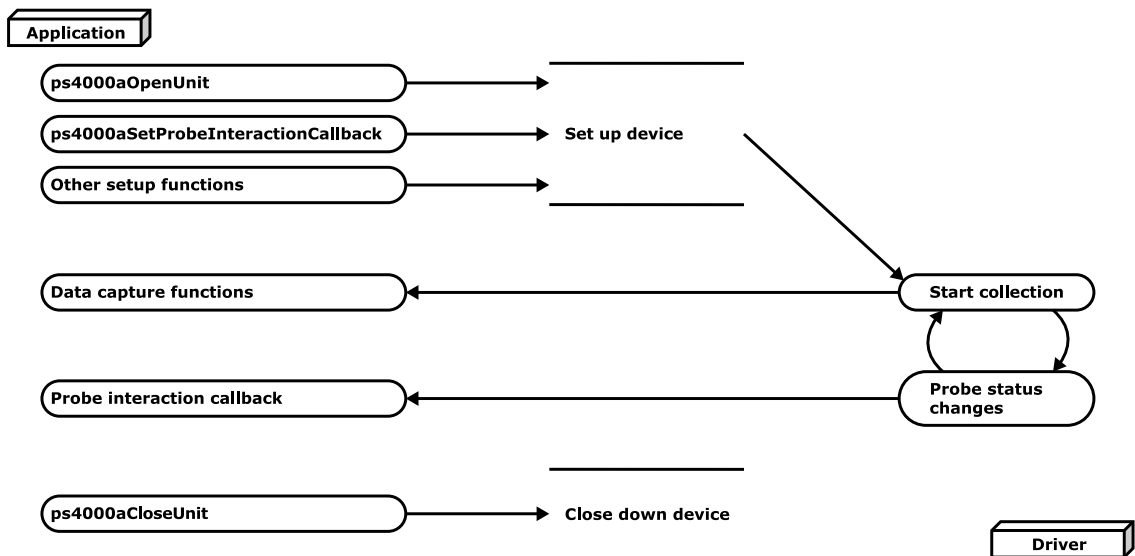 Application
ps4000aOpenUnit
ps4000aSetProbeInteractionCallback
Set up device
Other setup functions
Data capture functions
Start collection
Probe interaction callback
Probe status
changes
ps4000aCloseUnit
Close down device
Driver